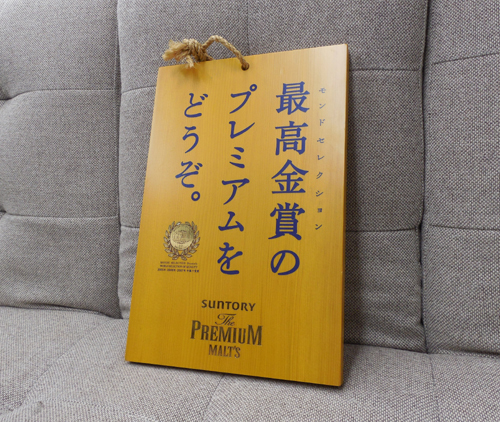 モンドセレクション
最高金賞の
プレミアムを
どうぞ。
SUNTORY
The
PREMIUM
MALT'S